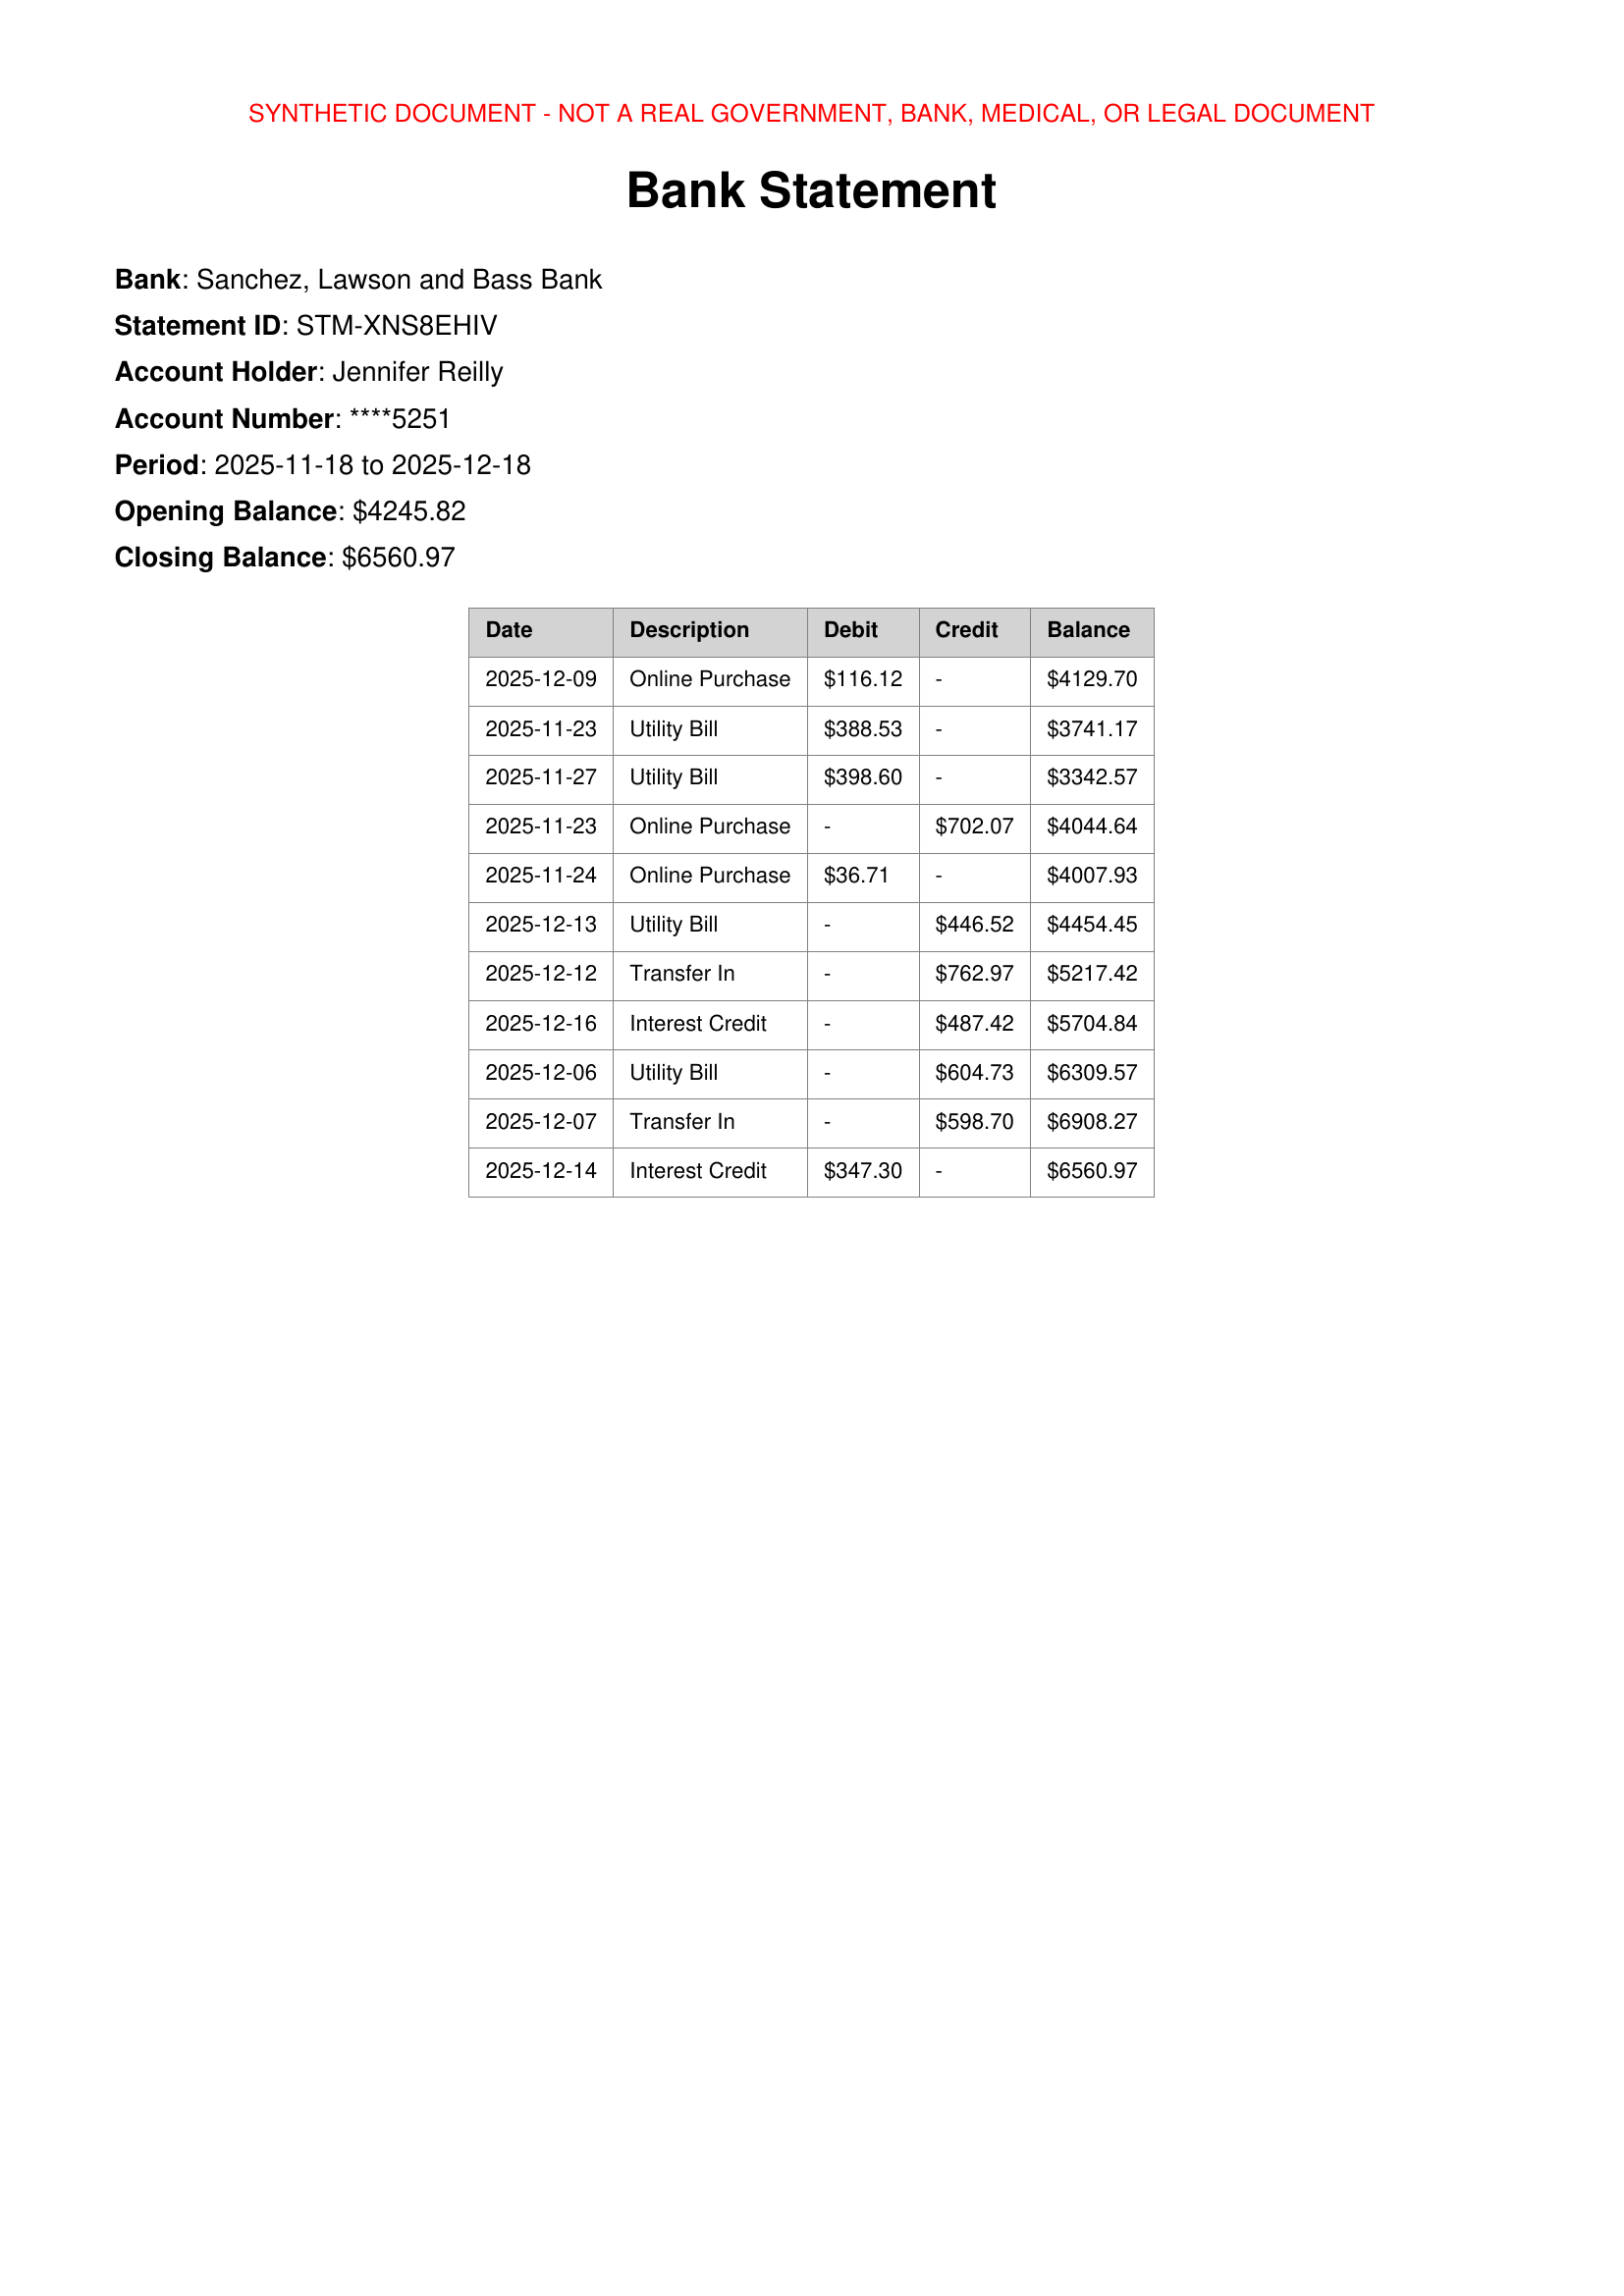 SYNTHETIC DOCUMENT - NOT A REAL GOVERNMENT, BANK, MEDICAL, OR LEGAL DOCUMENT
Bank Statement
Bank: Sanchez, Lawson and Bass Bank
Statement ID: STM-XNS8EHIV
Account Holder: Jennifer Reilly
Account Number: ****5251
Period: 2025-11-18 to 2025-12-18
Opening Balance: $4245.82
Closing Balance: $6560.97
Date Description Debit Credit Balance
2025-12-09 Online Purchase $116.12 - $4129.70
2025-11-23 Utility Bill $388.53 - $3741.17
2025-11-27 Utility Bill $398.60 - $3342.57
2025-11-23 Online Purchase - $702.07 $4044.64
2025-11-24 Online Purchase $36.71 - $4007.93
2025-12-13 Utility Bill - $446.52 $4454.45
2025-12-12 Transfer In - $762.97 $5217.42
2025-12-16 Interest Credit - $487.42 $5704.84
2025-12-06 Utility Bill - $604.73 $6309.57
2025-12-07 Transfer In - $598.70 $6908.27
2025-12-14 Interest Credit $347.30 - $6560.97